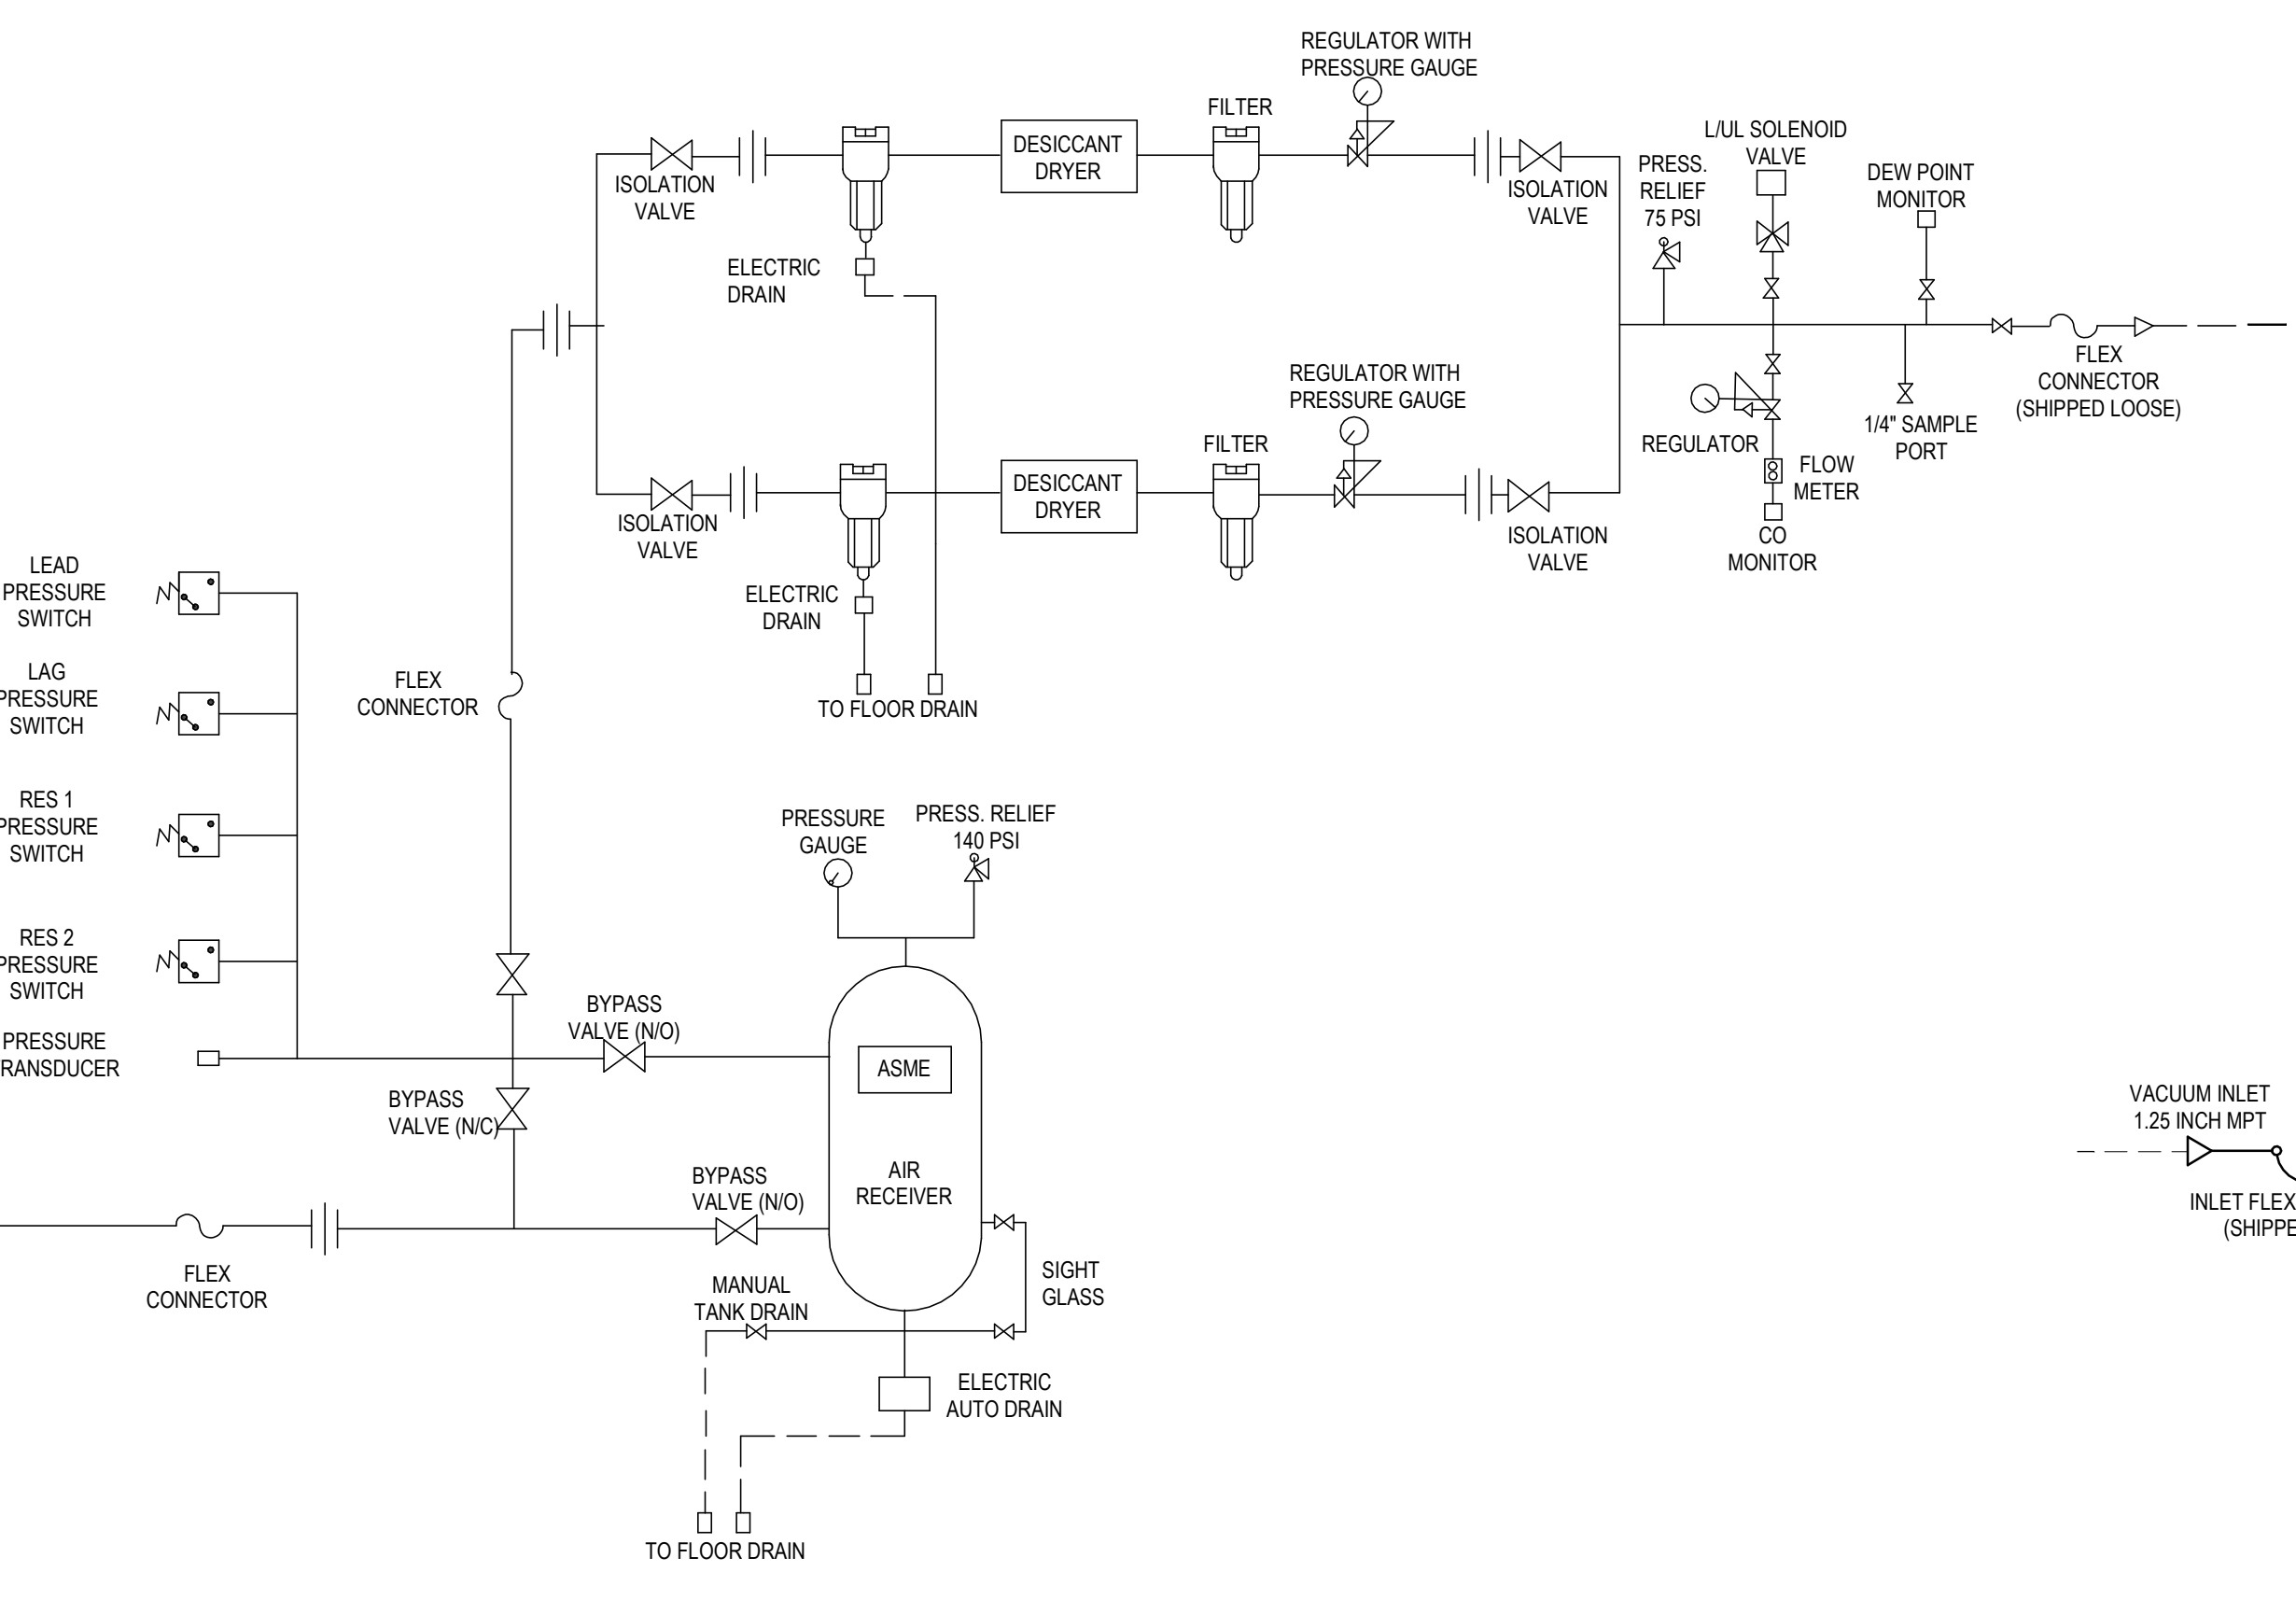 REGULATOR WITH
PRESSURE GAUGE
FILTER
DESICCANT
DRYER
ISOLATION
VALVE
ISOLATION
VALVE
ELECTRIC
DRAIN
L/UL SOLENOID
VALVE
PRESS.
RELIEF
75 PSI
DEW POINT
MONITOR
FLEX
CONNECTOR
(SHIPPED LOOSE)
1/4" SAMPLE
PORT
REGULATOR
FLOW
METER
CO
MONITOR
REGULATOR WITH
PRESSURE GAUGE
FILTER
DESICCANT
DRYER
ISOLATION
VALVE
ISOLATION
VALVE
ELECTRIC
DRAIN
TO FLOOR DRAIN
LEAD
PRESSURE
SWITCH
LAG
PRESSURE
SWITCH
RES 1
PRESSURE
SWITCH
RES 2
PRESSURE
SWITCH
PRESSURE
RANSDUCER
FLEX
CONNECTOR
PRESSURE
GAUGE
PRESS. RELIEF
140 PSI
BYPASS
VALVE (N/O)
BYPASS
VALVE (N/C)
BYPASS
VALVE (N/O)
ASME
AIR
RECEIVER
FLEX
CONNECTOR
MANUAL
TANK DRAIN
SIGHT
GLASS
ELECTRIC
AUTO DRAIN
TO FLOOR DRAIN
VACUUM INLET
1.25 INCH MPT
INLET FLEX
(SHIPPE